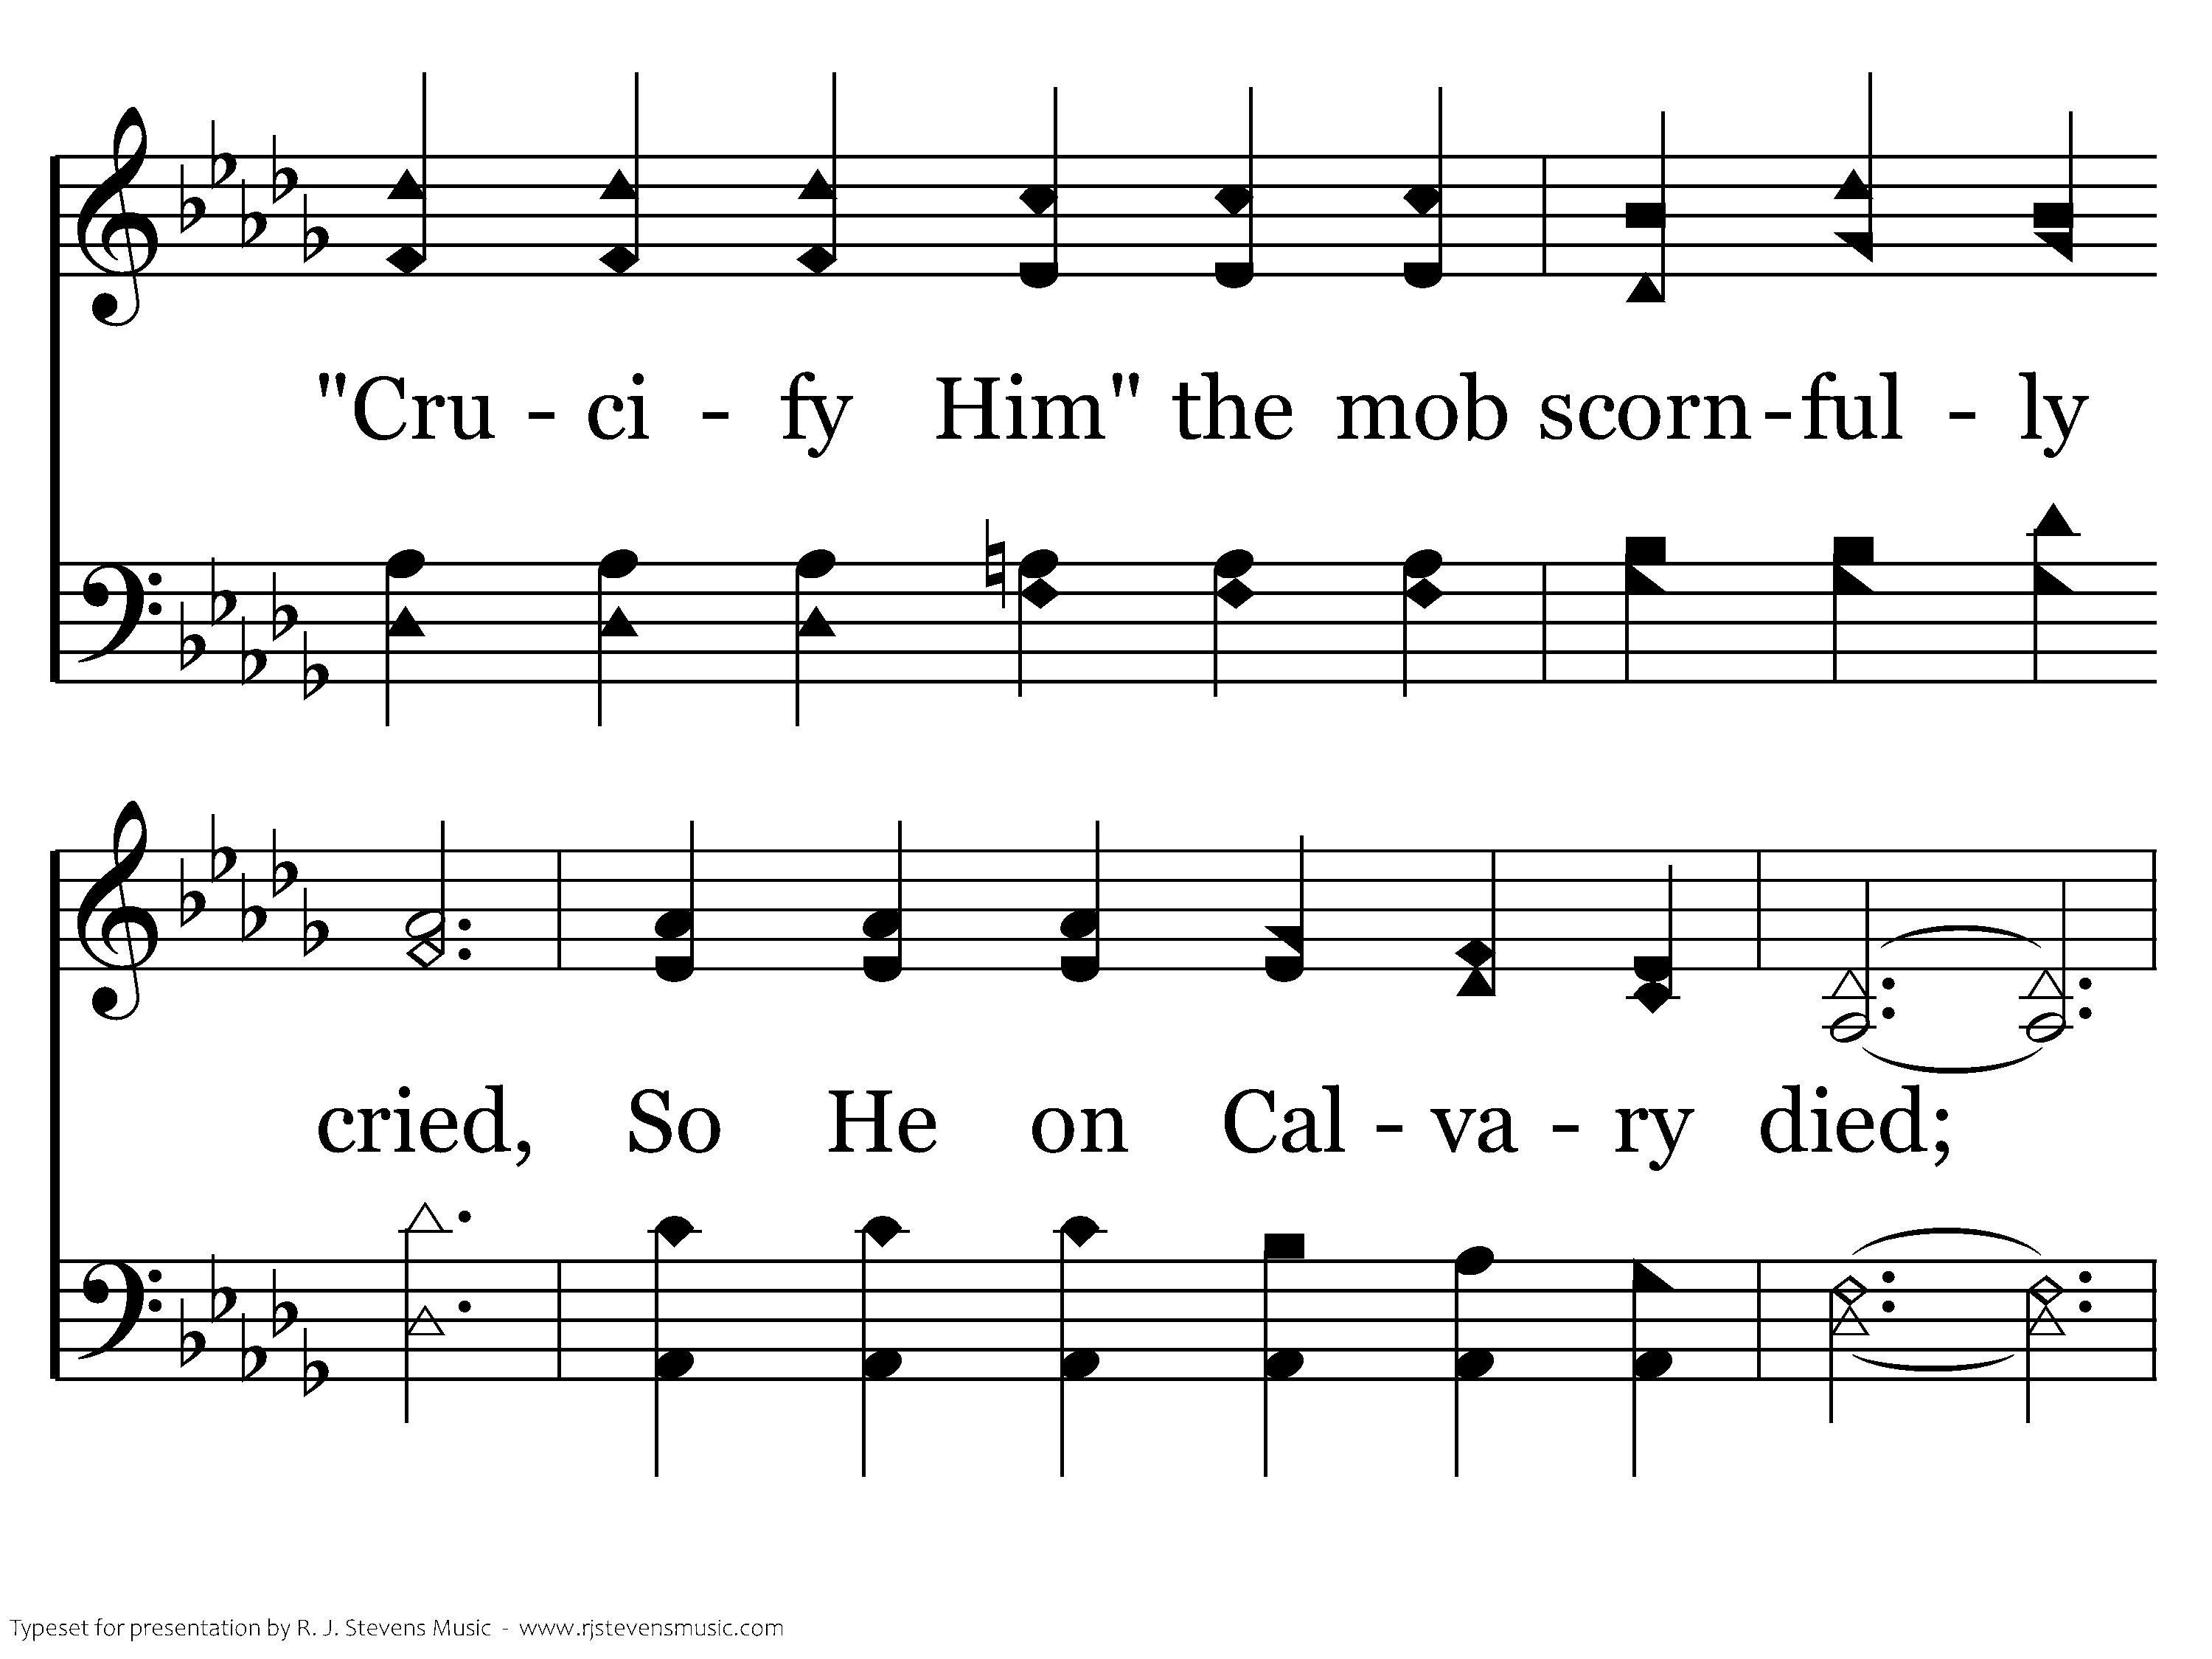 "Cru - ci - fy Him" the mob scorn - ful - ly
cried, So He on Cal - va - ry died;
Typeset for presentation by R. J. Stevens Music - www.rjstevensmusic.com